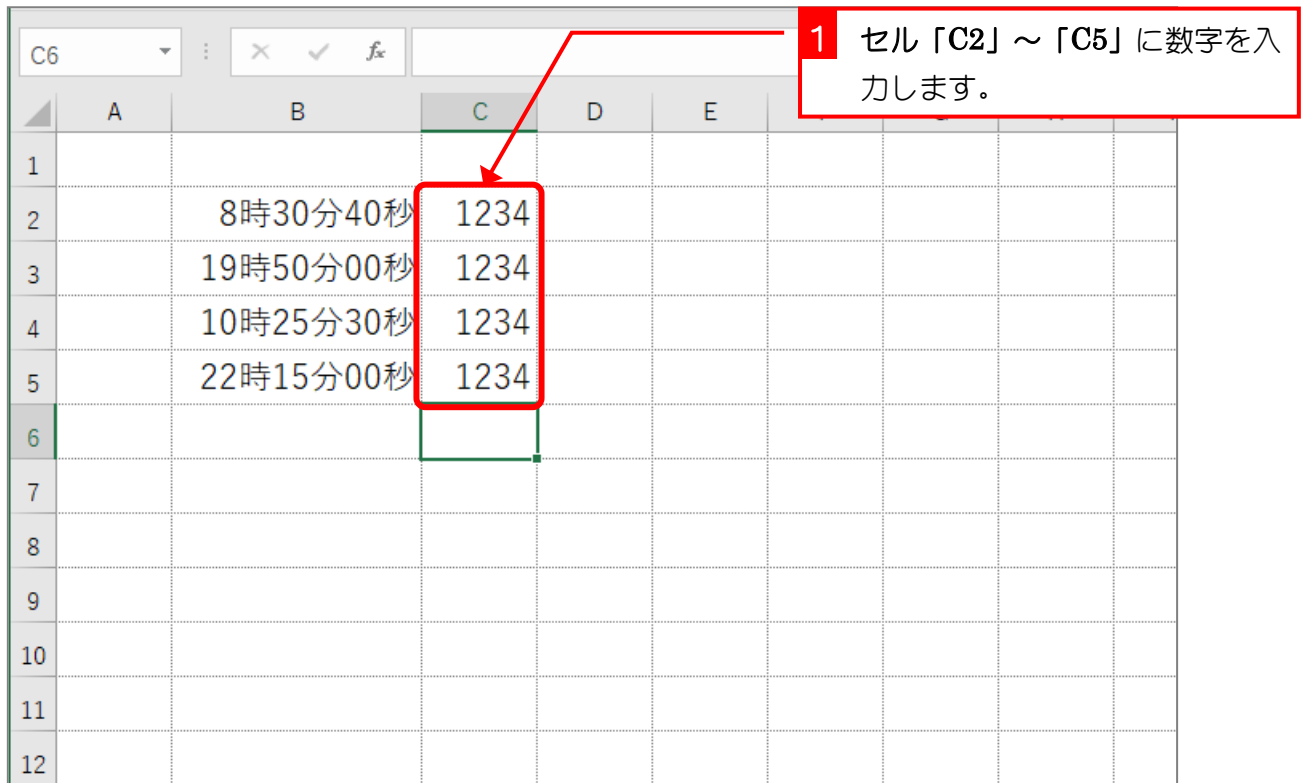 1 セル「C2」～「C5」に数字を入
力します。
C6 fx
A B C D E
1
2 8時30分40秒 1234
3 19時50分00秒 1234
4 10時25分30秒 1234
5 22時15分00秒 1234
6
7
8
9
10
11
12